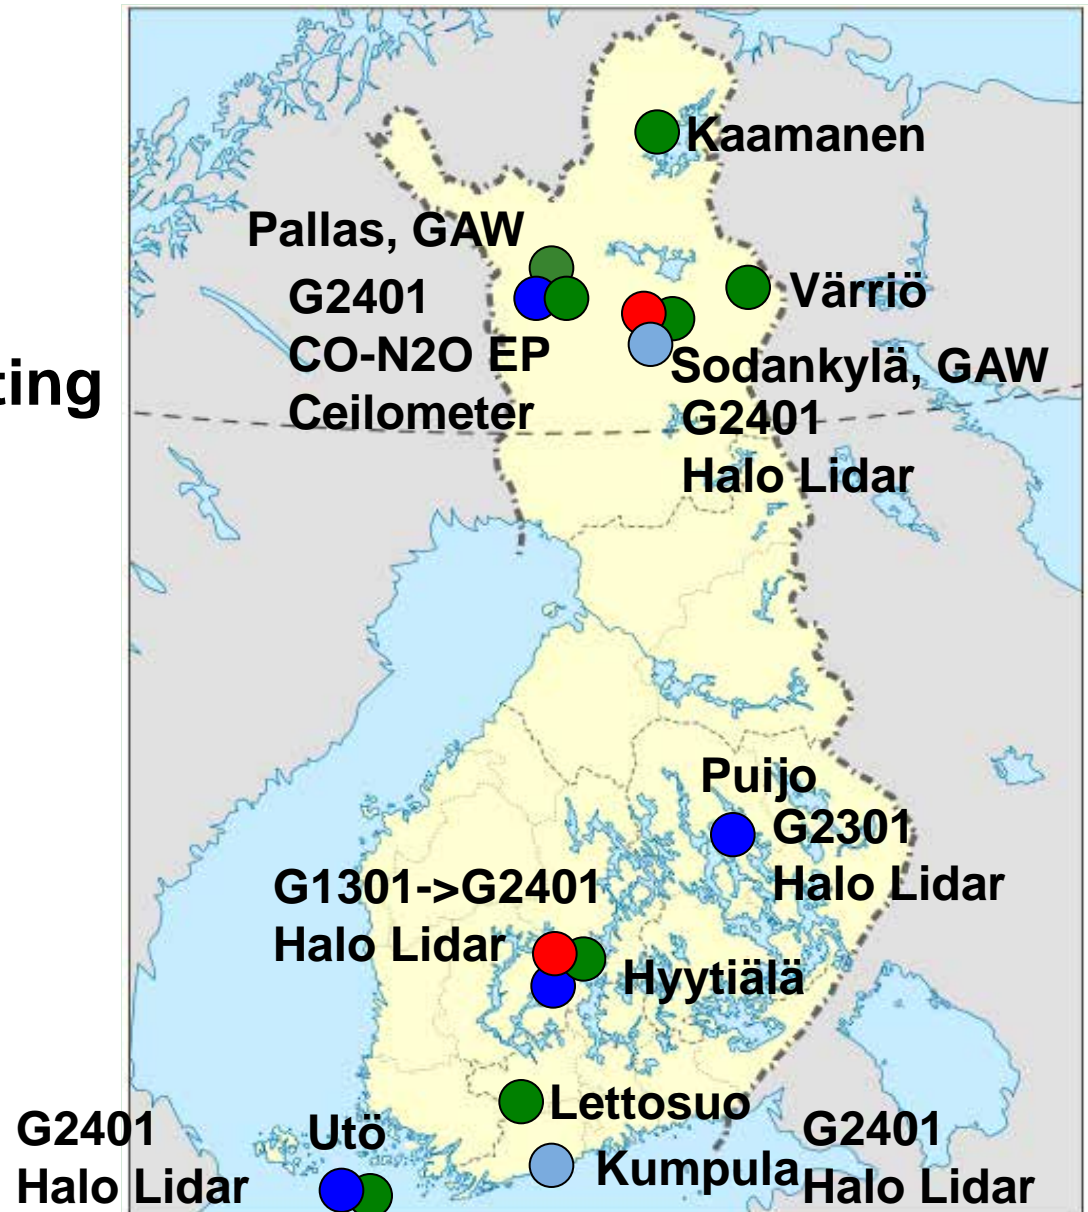 Kaamanen
Pallas, GAW
G2401
CO-N2O EP
Ceilometer
Värriö
Sodankylä, GAW
G2401
Halo Lidar
ting
Puijo
G2301
Halo Lidar
G1301->G2401
Halo Lidar
Hyytiälä
Lettosuo
Utö
G2401
Halo Lidar
Kumpula
G2401
Halo Lidar